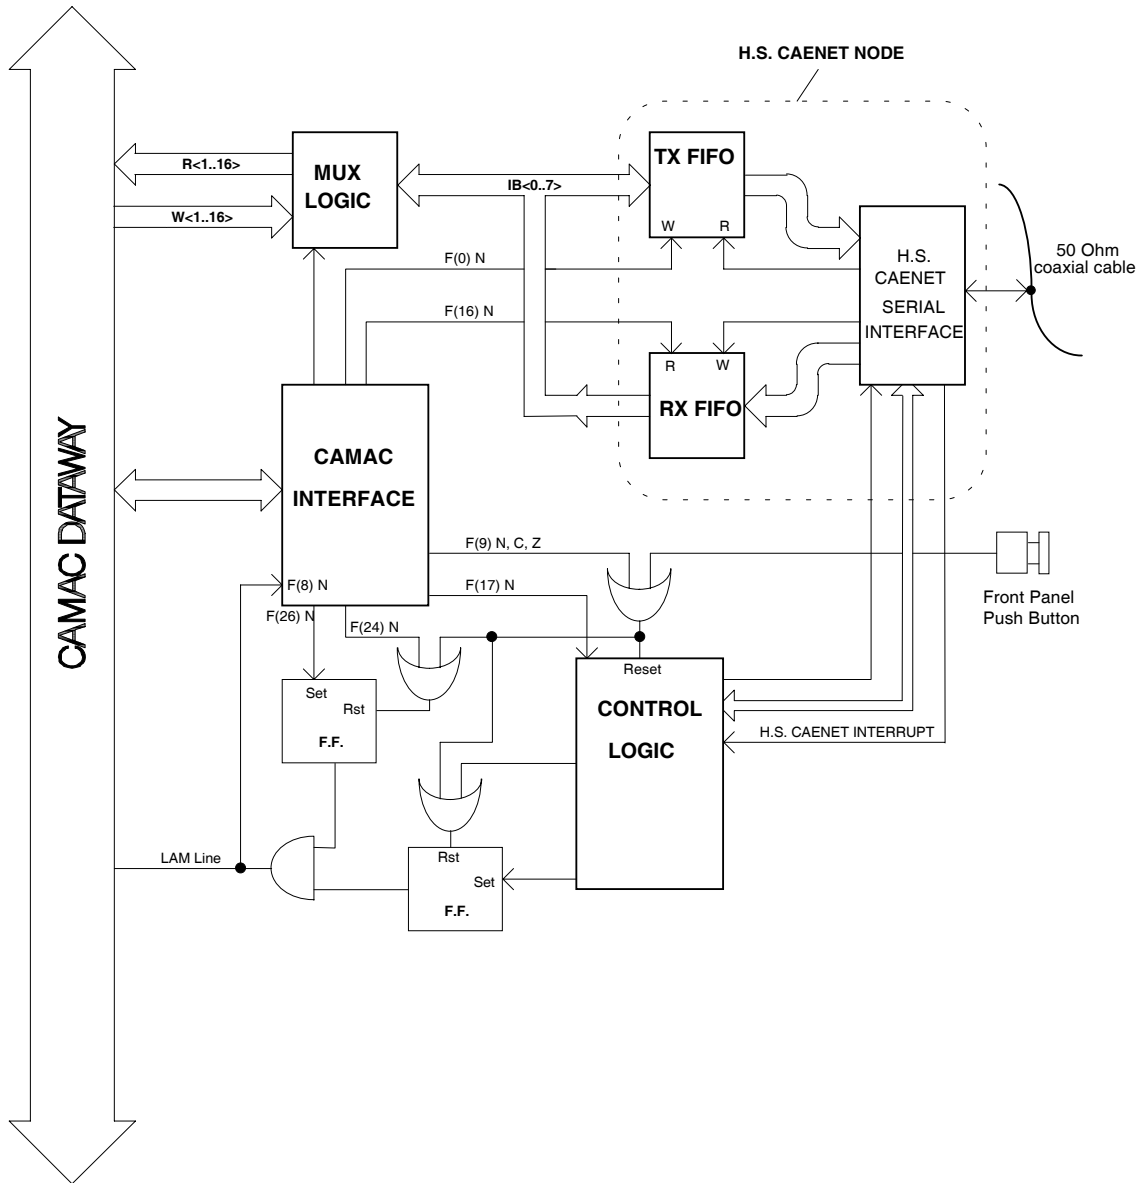 H.S. CAENET NODE
TX FIFO
W R
MUX
LOGIC
R<1..16>
W<1..16>
IB<0..7>
F(0) N
F(16) N
H.S.
CAENET
SERIAL
INTERFACE
50 Ohm
coaxial cable
R W
RX FIFO
CAMAC DATAWAY
CAMAC
INTERFACE
F(9) N, C, Z
F(8) N
F(17) N
F(26) N
F(24) N
Front Panel
Push Button
Reset
CONTROL
LOGIC
Set
Rst
F.F.
H.S. CAENET INTERRUPT
LAM Line
Rst
Set
F.F.